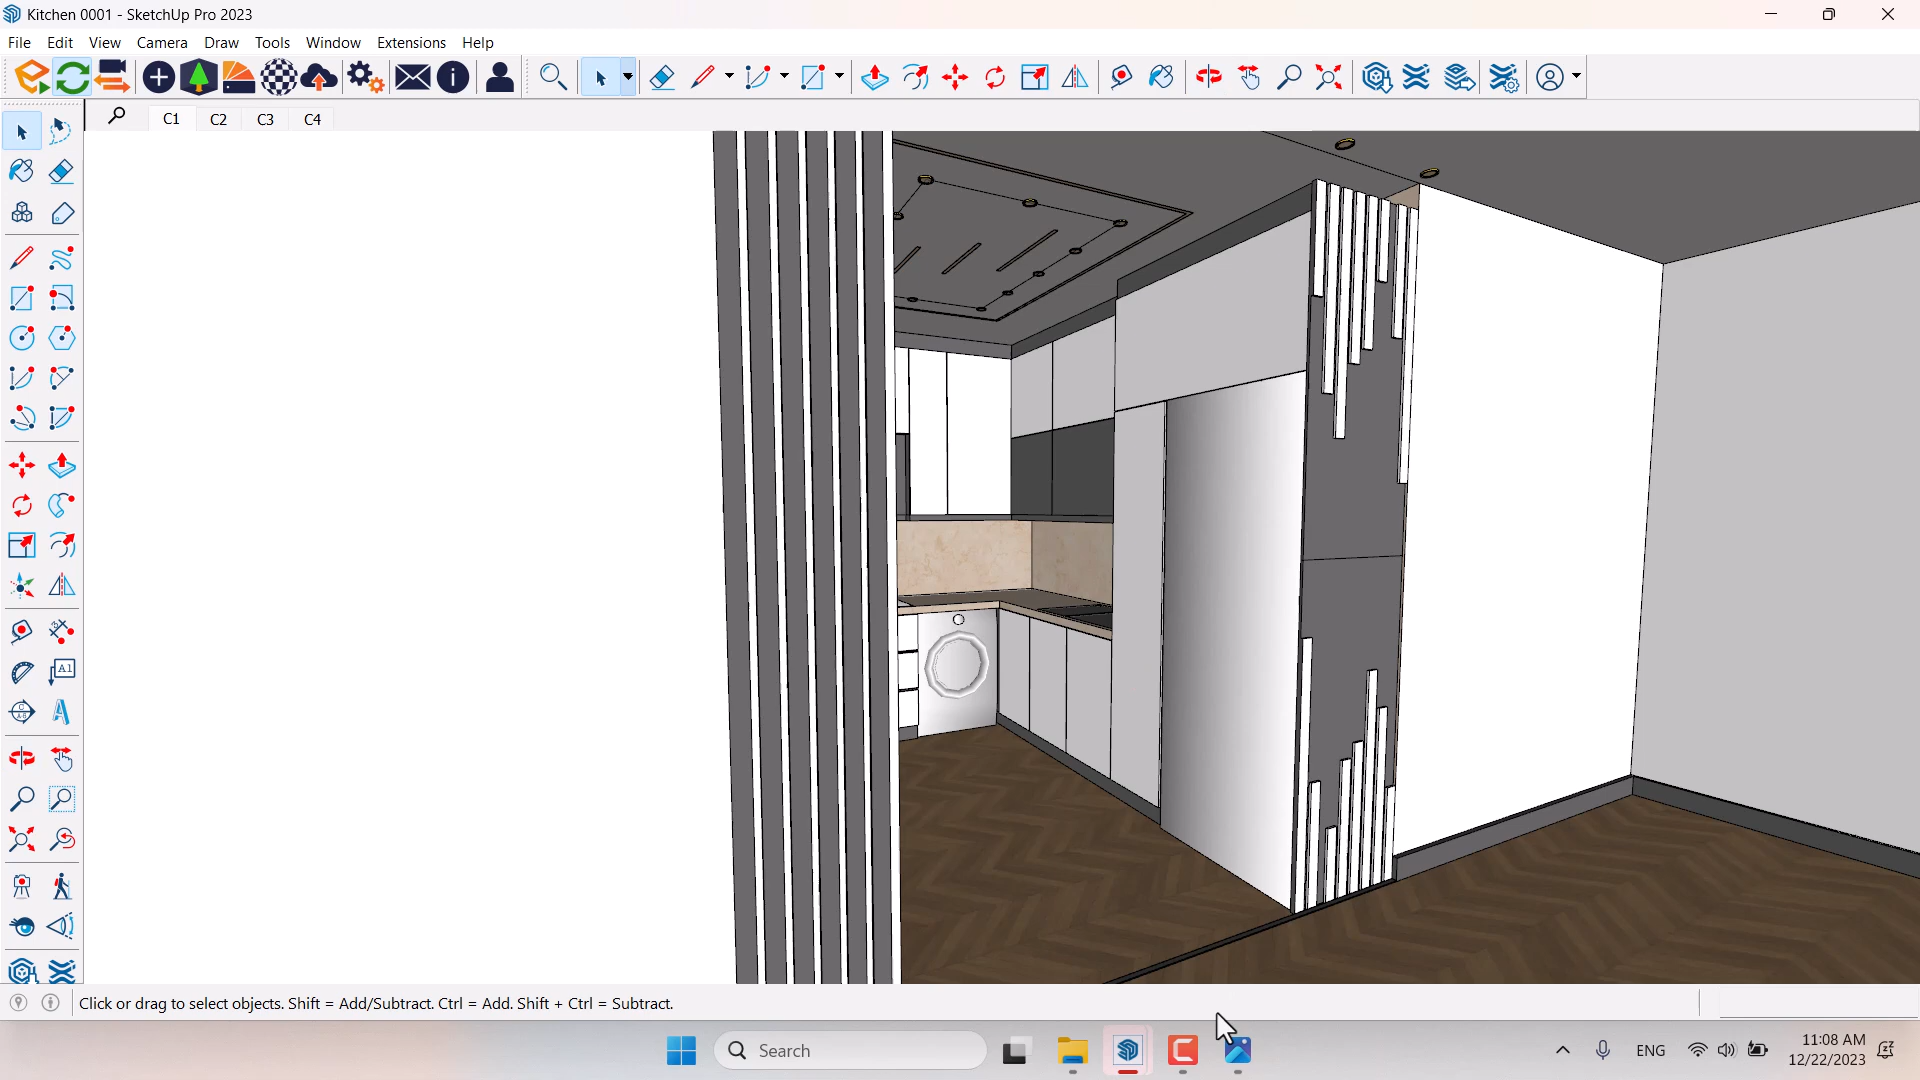 Kitchen 0001 - SketchUp Pro 2023
File Edit View Camera Draw Tools Window Extensions Help
C1 C2 C3 C4
A1
Click or drag to select objects. Shift = Add/Subtract. Ctrl = Add. Shift + Ctrl = Subtract.
Search
ENG
11:08 AM
12/22/2023